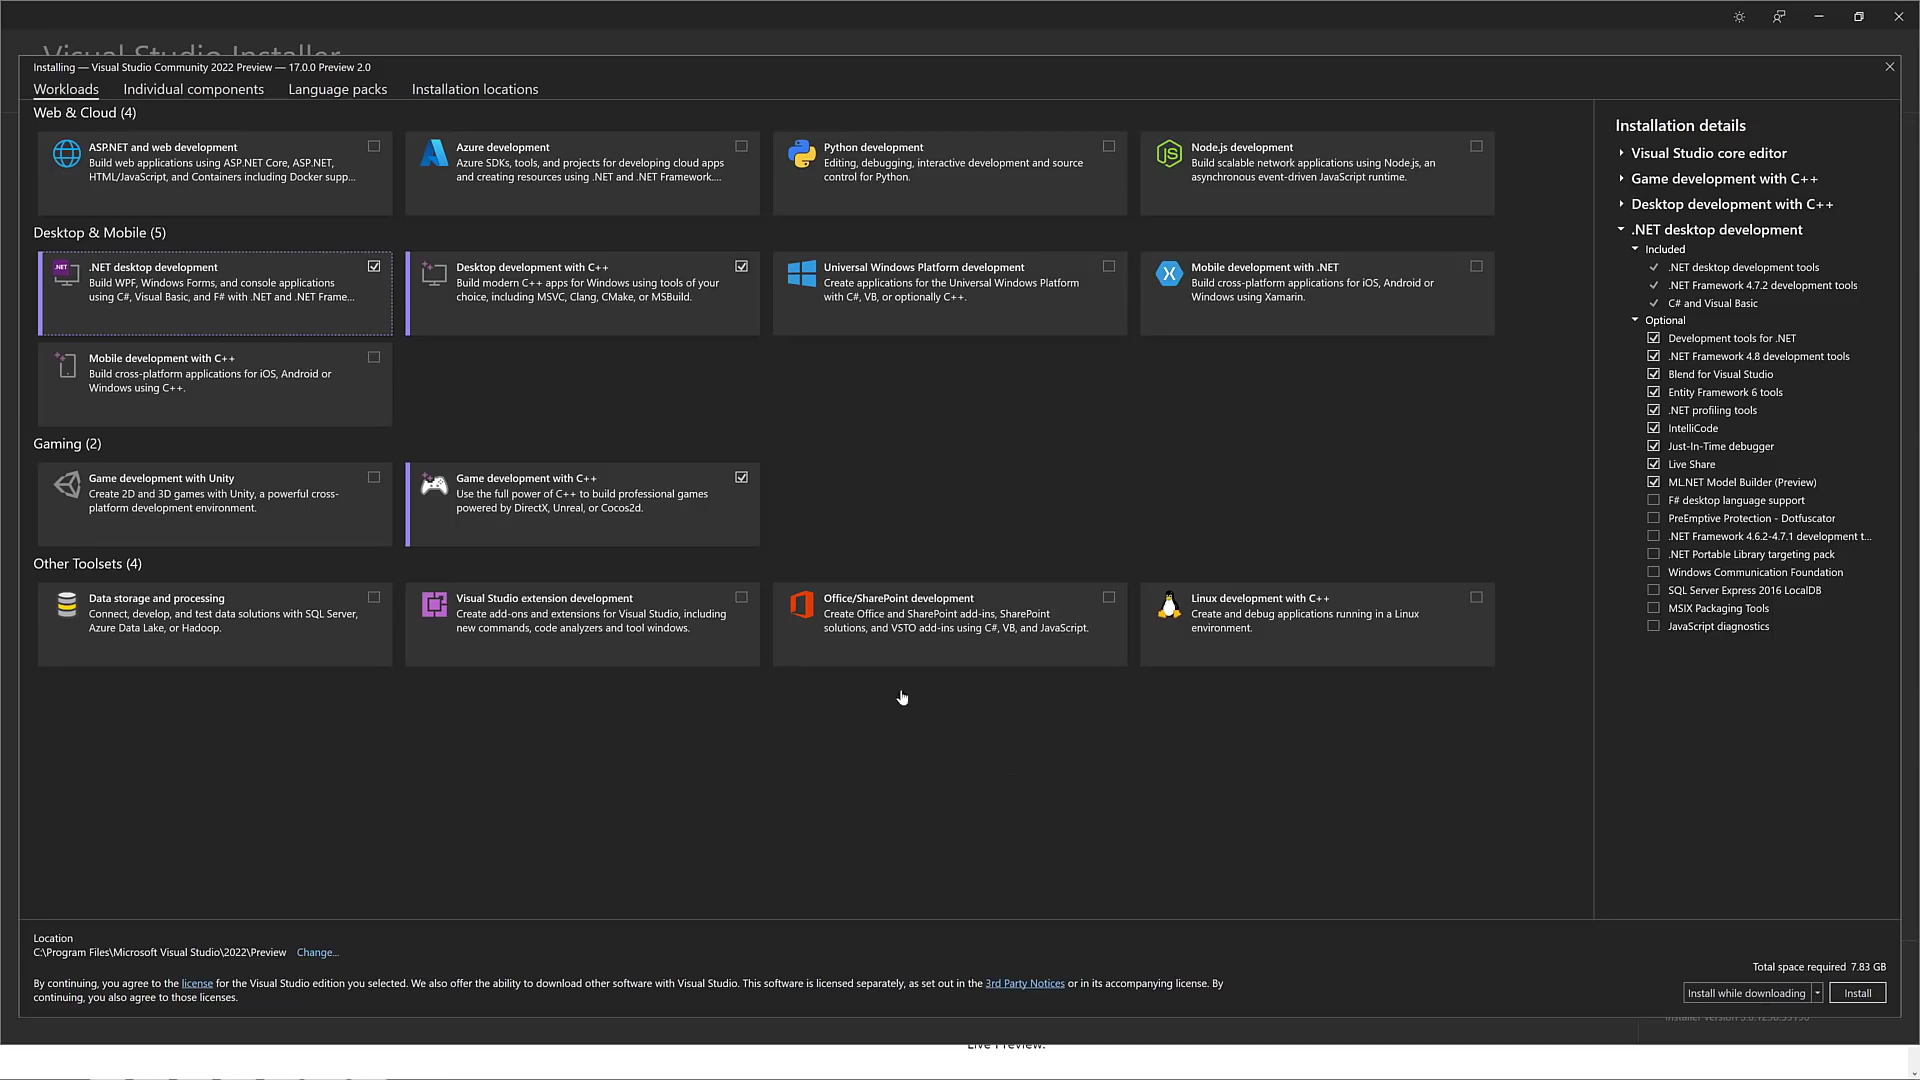 Visual Studio Installer
Installing — Visual Studio Community 2022 Preview — 17.0.0 Preview 2.0
Workloads
Individual components
Language packs
Installation locations
Web & Cloud (4)
ASP.NET and web development
Build web applications using ASP.NET Core, ASP.NET,
HTML/JavaScript, and Containers including Docker supp...
Azure development
Azure SDKs, tools, and projects for developing cloud apps
and creating resources using .NET and .NET Framework....
Python development
Editing, debugging, interactive development and source
control for Python.
Node.js development
Build scalable network applications using Node.js, an
asynchronous event-driven JavaScript runtime.
Desktop & Mobile (5)
.NET
.NET desktop development
Build WPF, Windows Forms, and console applications
using C#, Visual Basic, and F# with .NET and .NET Frame...
Desktop development with C++
Build modern C++ apps for Windows using tools of your
choice, including MSVC, Clang, CMake, or MSBuild.
Universal Windows Platform development
Create applications for the Universal Windows Platform
with C#, VB, or optionally C++.
Mobile development with .NET
Build cross-platform applications for iOS, Android or
Windows using Xamarin.
Mobile development with C++
Build cross-platform applications for iOS, Android or
Windows using C++.
Gaming (2)
Game development with Unity
Create 2D and 3D games with Unity, a powerful cross-
platform development environment.
Game development with C++
Use the full power of C++ to build professional games
powered by DirectX, Unreal, or Cocos2d.
Other Toolsets (4)
Data storage and processing
Connect, develop, and test data solutions with SQL Server,
Azure Data Lake, or Hadoop.
Visual Studio extension development
Create add-ons and extensions for Visual Studio, including
new commands, code analyzers and tool windows.
Office/SharePoint development
Create Office and SharePoint add-ins, SharePoint
solutions, and VSTO add-ins using C#, VB, and JavaScript.
Linux development with C++
Create and debug applications running in a Linux
environment.
Installation details
Visual Studio core editor
Game development with C++
Desktop development with C++
.NET desktop development
Included
.NET desktop development tools
.NET Framework 4.7.2 development tools
C# and Visual Basic
Optional
Development tools for .NET
.NET Framework 4.8 development tools
Blend for Visual Studio
Entity Framework 6 tools
.NET profiling tools
IntelliCode
Just-In-Time debugger
Live Share
ML.NET Model Builder (Preview)
F# desktop language support
PreEmptive Protection - Dotfuscator
.NET Framework 4.6.2-4.7.1 development t...
.NET Portable Library targeting pack
Windows Communication Foundation
SQL Server Express 2016 LocalDB
MSIX Packaging Tools
JavaScript diagnostics
Location
C:\Program Files\Microsoft Visual Studio\2022\Preview Change...
By continuing, you agree to the license for the Visual Studio edition you selected. We also offer the ability to download other software with Visual Studio. This software is licensed separately, as set out in the 3rd Party Notices or in its accompanying license. By
continuing, you also agree to those licenses.
Total space required 7.83 GB
Install while downloading
Install
Live Preview.